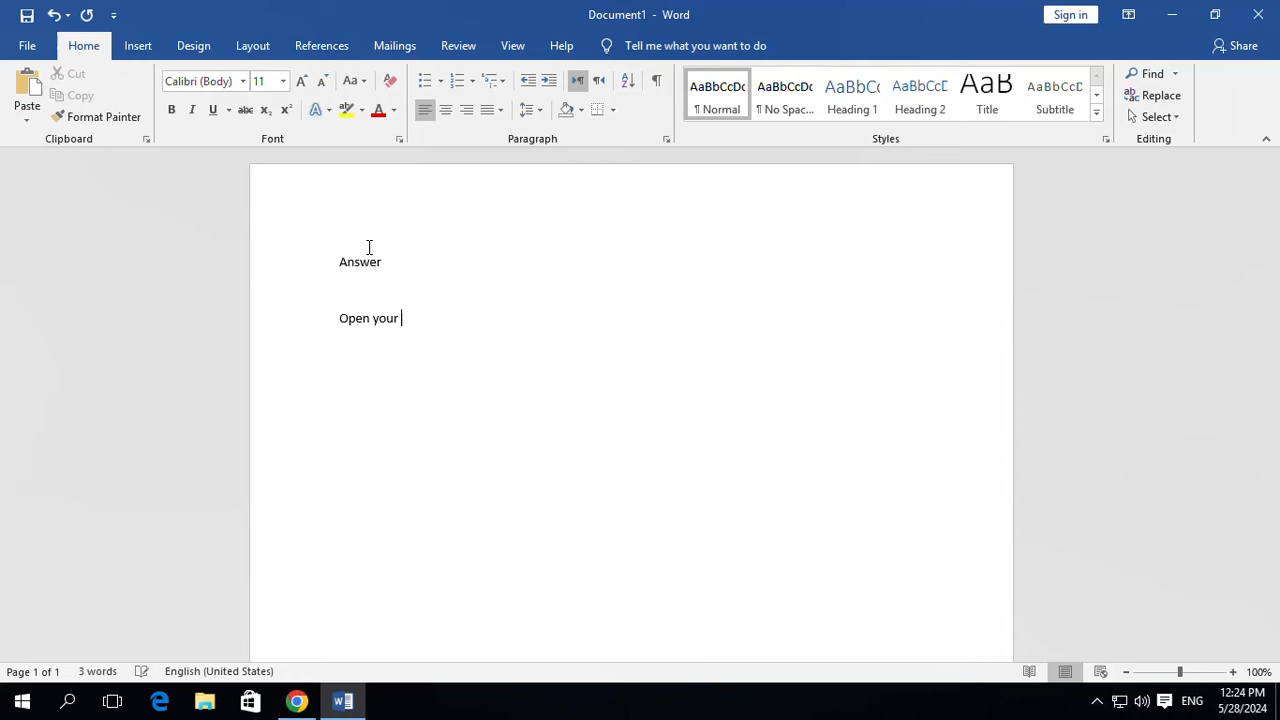 Document1 - Word
Sign in
File Home Insert Design Layout References Mailings Review View Help Tell me what you want to do Share
Paste
Cut
Copy
Format Painter
Clipboard
Calibri (Body) 11
Font
Paragraph
AaBbCcDc AaBbCcDc AaBbC( AaBbCcD AaB AaBbCcD
¶ Normal ¶ No Spac... Heading 1 Heading 2 Title Subtitle
Styles
Find
Replace
Select
Editing
Answer
Open your
Page 1 of 1 3 words English (United States) 100%
ENG
12:24 PM
5/28/2024